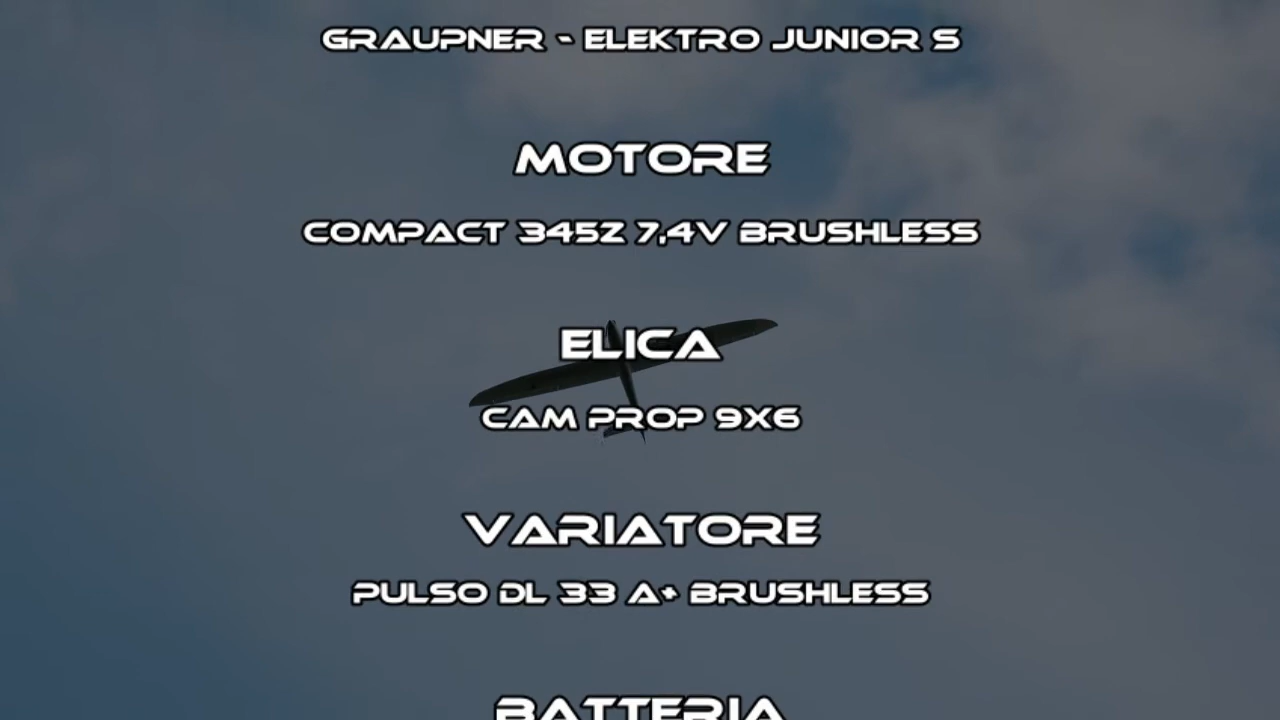 GRAUPNER - ELEKTRO JUNIOR S
MOTORE
COMPACT 345Z 7,4V BRUSHLESS
ELICA
CAM PROP 9X6
VARIATORE
PULSO DL 33 A+ BRUSHLESS
BATTERIA